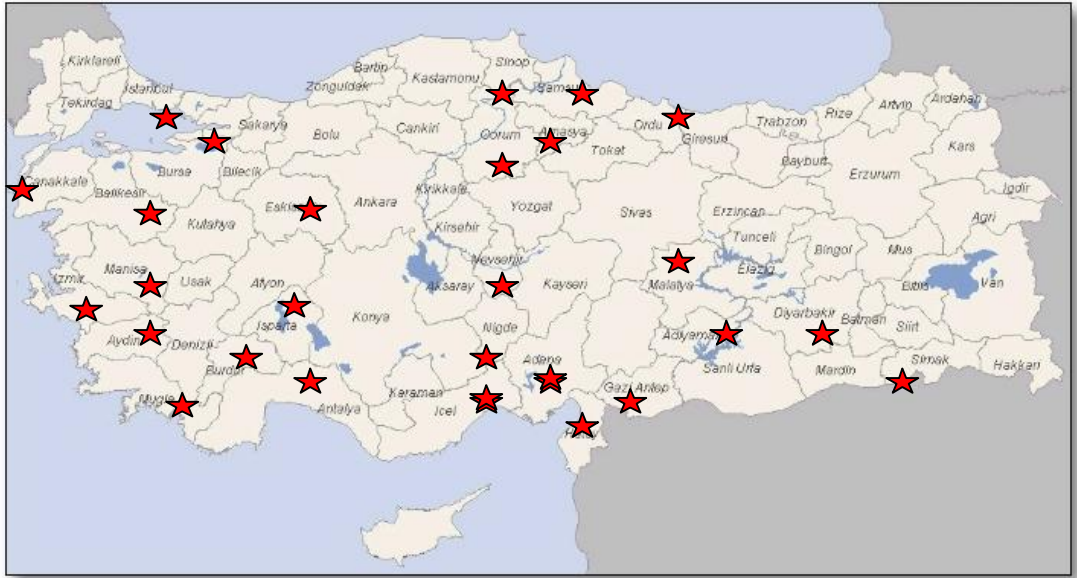 Kirklareli
Tekirdag
Istanbul
Sakarya
Zonguldak
Bartin
Kastamonu
Sinop
Samsun
Bolu
Cankiri
Corum
Amasya
Tokat
Ordu
Giresun
Trabzon
Rize
Artvin
Ardahan
Kars
Igdir
Agri
Erzurum
Bayburt
Canakkale
Balikesir
Bursa
Bilecik
Kutahya
Ankara
Kirikkale
Kirsehir
Yozgat
Sivas
Erzincan
Tunceli
Bingol
Mus
Van
Elazig
Malatya
Izmir
Manisa
Usak
Afyon
Konya
Aksaray
Nevsehir
Kayseri
Nigde
Aydin
Denizli
Isparta
Burdur
Mugla
Antalya
Karaman
Icel
Adana
Gazi Antep
Sanli Urfa
Diyarbakir
Batman
Siirt
Mardin
Sirnak
Hakkari